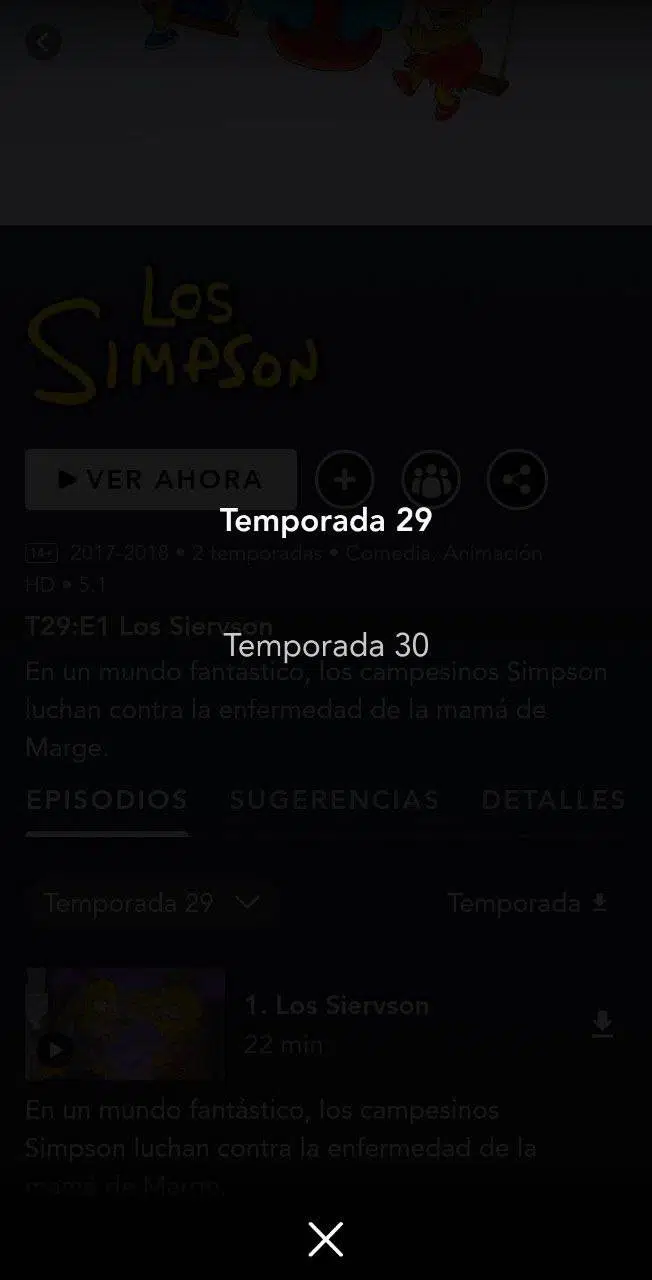 Los
SIMPSON
VER AHORA
Temporada 29
14+ 2017-2018 • 2 temporadas • Comedia, Animación
HD • 5.1
T29:E1 Los Siervson
Temporada 30
En un mundo fantástico, los campesinos Simpson
luchan contra la enfermedad de la mamá de
Marge.
EPISODIOS SUGERENCIAS DETALLES
Temporada 29 Temporada
1. Los Siervson
22 min
En un mundo fantástico, los campesinos
Simpson luchan contra la enfermedad de la
mamá de Marge.